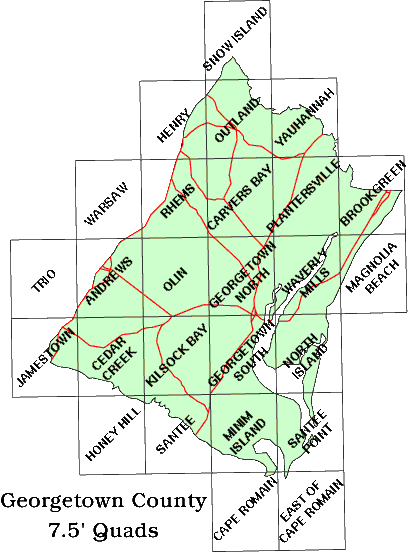 SNOW ISLAND
HENRY
OUTLAND
YAUHANNAH
WARSAW
RHEMS
CARVERS BAY
PLANTERSVILLE
BROOKGREEN
TRIO
ANDREWS
OLIN
GEORGETOWN
NORTH
WAVERLY
MILLS
MAGNOLIA
BEACH
JAMESTOWN
CEDAR
CREEK
KILSOCK BAY
GEORGETOWN
SOUTH
NORTH
ISLAND
HONEY HILL
SANTEE
MINIM
ISLAND
SANTEE
POINT
CAPE ROMAIN
EAST OF
CAPE ROMAIN
Georgetown County
7.5' Quads